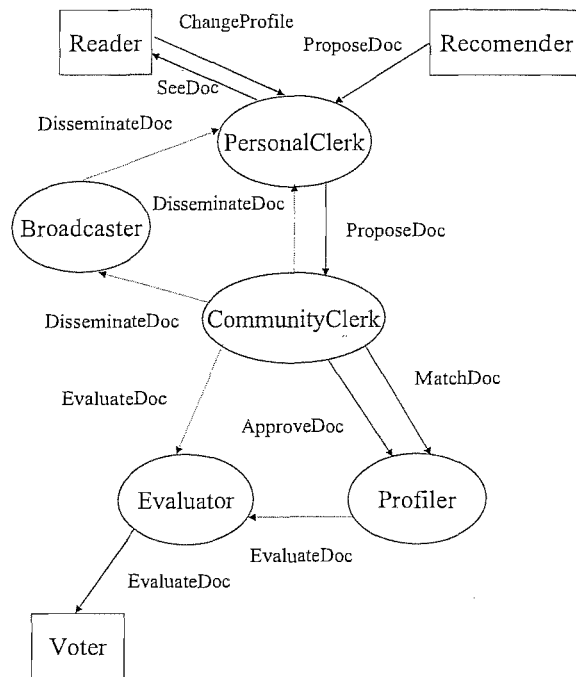 ChangeProfile
Reader
ProposeDoc
Recomender
SeeDoc
DisseminateDoc
PersonalClerk
DisseminateDoc
Broadcaster
ProposeDoc
DisseminateDoc
CommunityClerk
EvaluateDoc
MatchDoc
ApproveDoc
Evaluator
Profiler
EvaluateDoc
EvaluateDoc
Voter